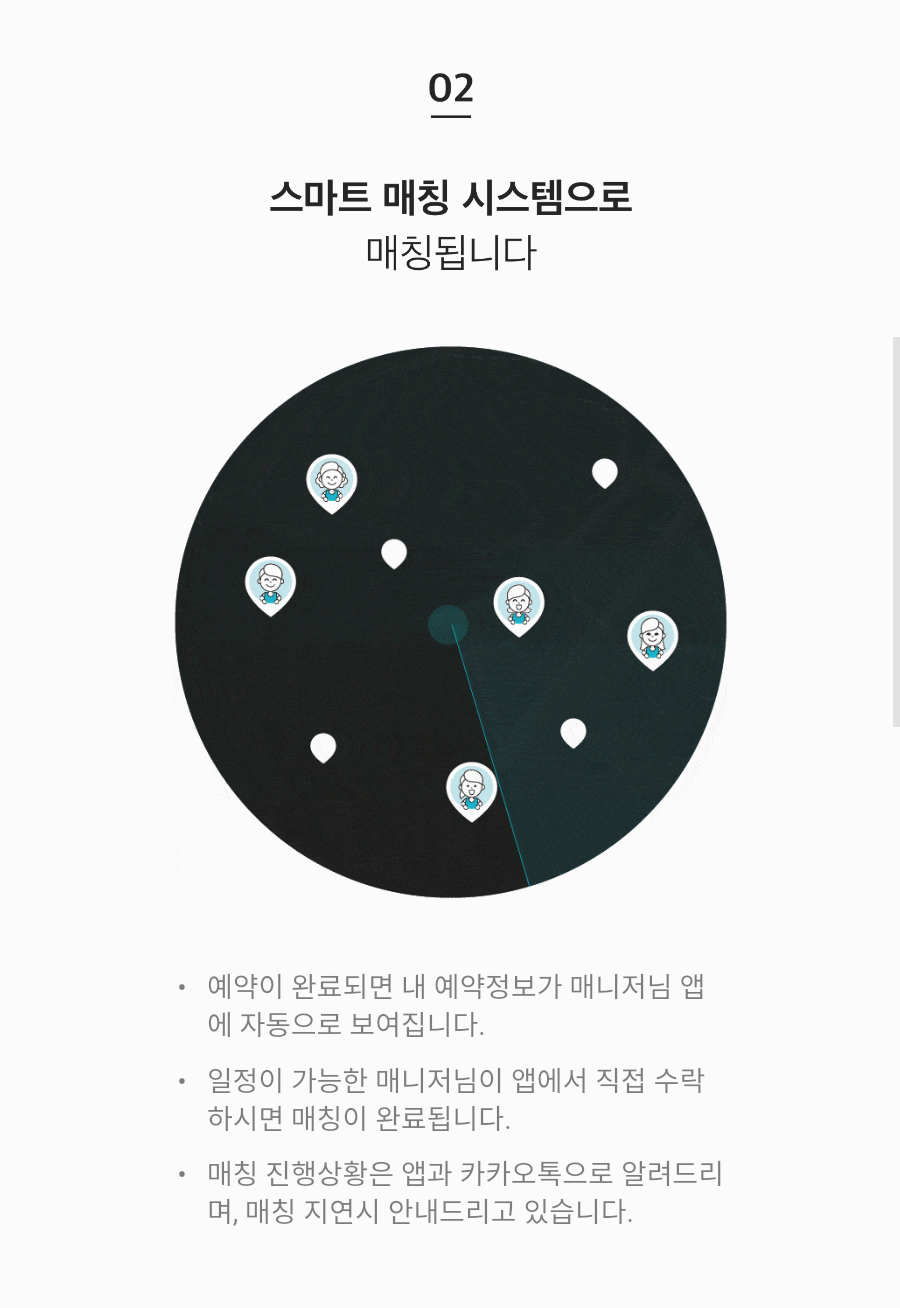 02
스마트 매칭 시스템으로
매칭됩니다
• 예약이 완료되면 내 예약정보가 매니저님 앱
에 자동으로 보여집니다.
• 일정이 가능한 매니저님이 앱에서 직접 수락
하시면 매칭이 완료됩니다.
• 매칭 진행상황은 앱과 카카오톡으로 알려드리
며, 매칭 지연시 안내드리고 있습니다.